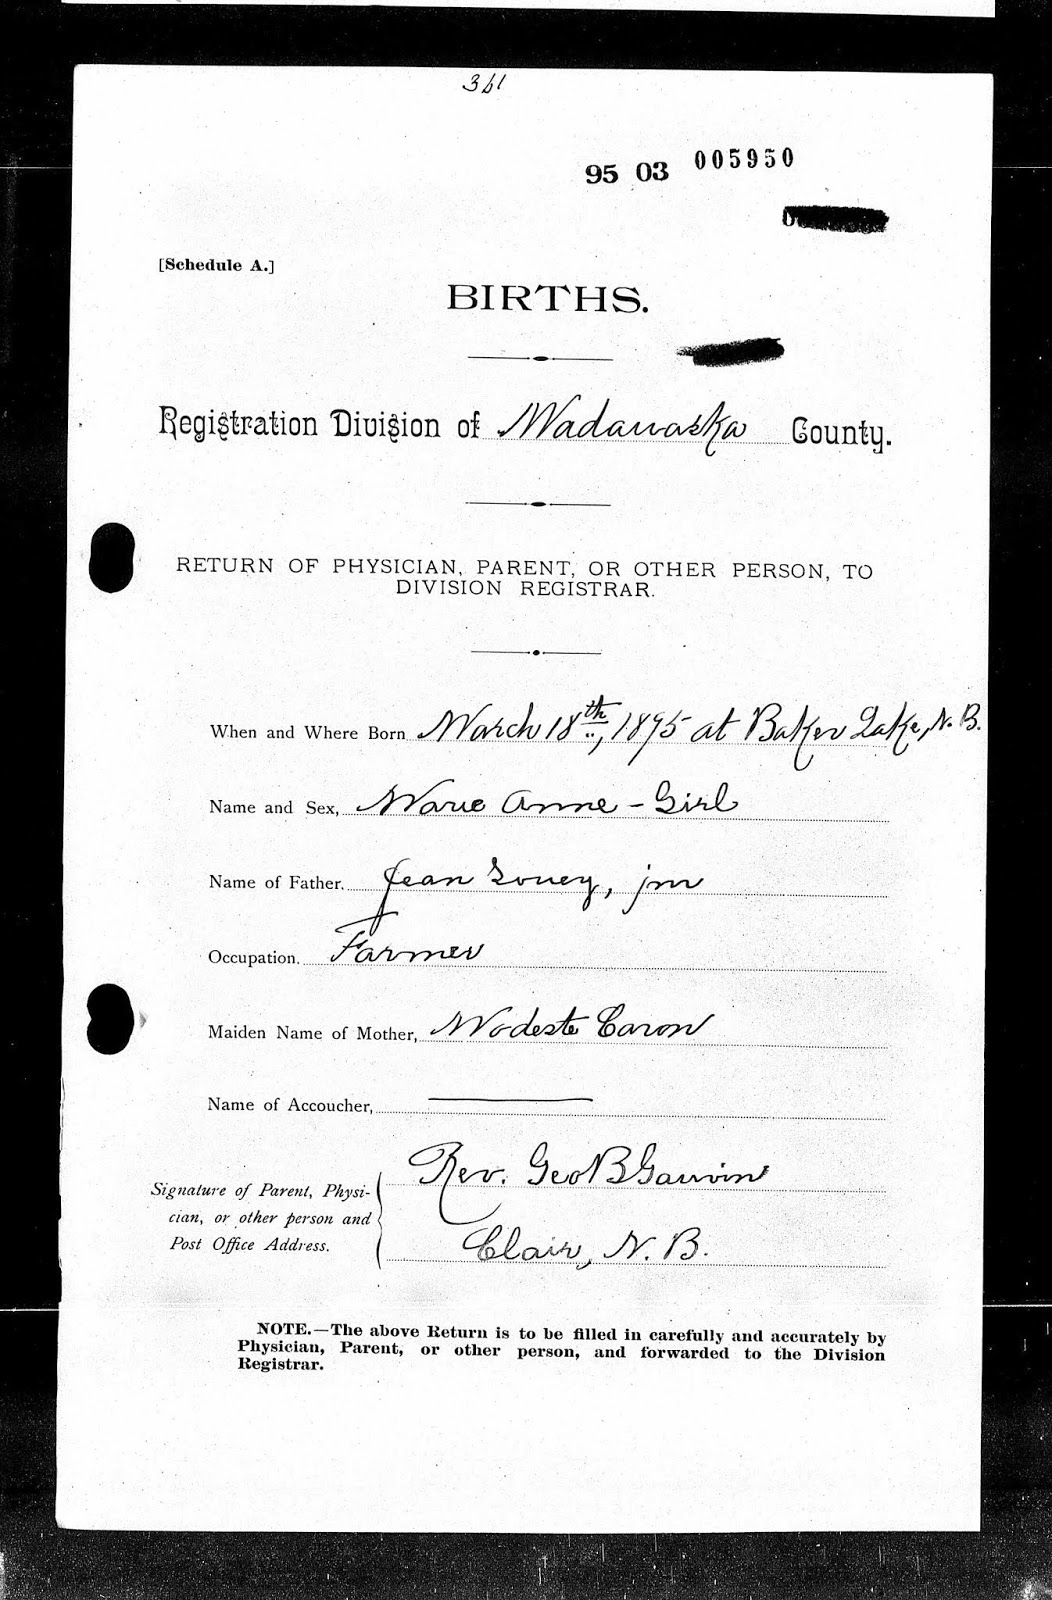 361
95 03 005950
[Schedule A.]
BIRTHS.
Registration Division of Madawaska County.
RETURN OF PHYSICIAN, PARENT, OR OTHER PERSON, TO
DIVISION REGISTRAR.
When and Where Born March 18th, 1895 at Baker Lake, N.B.
Name and Sex, Marie Anne - Girl
Name of Father. Jean Soucy, jnr
Occupation. Farmer
Maiden Name of Mother, Modeste Caron
Name of Accoucher,
Rev. Geo B Gauvin
Signature of Parent, Physi-
cian, or other person and
Post Office Address.
Clair, N.B.
NOTE.—The above Return is to be filled in carefully and accurately by
Physician, Parent, or other person, and forwarded to the Division
Registrar.